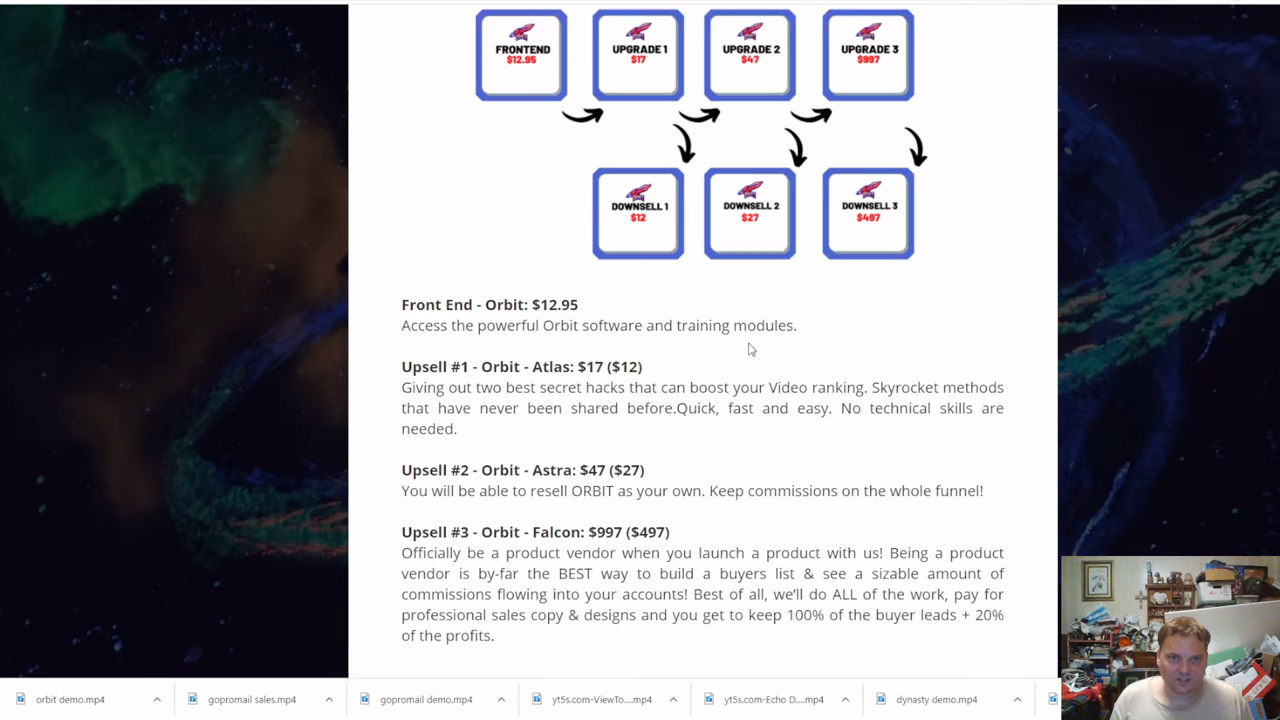 FRONTEND
$12.95
UPGRADE 1
$17
UPGRADE 2
$47
UPGRADE 3
$997
DOWNSELL 1
$12
DOWNSELL 2
$27
DOWNSELL 3
$497
Front End - Orbit: $12.95
Access the powerful Orbit software and training modules.
Upsell #1 - Orbit - Atlas: $17 ($12)
Giving out two best secret hacks that can boost your Video ranking. Skyrocket methods
that have never been shared before.Quick, fast and easy. No technical skills are
needed.
Upsell #2 - Orbit - Astra: $47 ($27)
You will be able to resell ORBIT as your own. Keep commissions on the whole funnel!
Upsell #3 - Orbit - Falcon: $997 ($497)
Officially be a product vendor when you launch a product with us! Being a product
vendor is by-far the BEST way to build a buyers list & see a sizable amount of
commissions flowing into your accounts! Best of all, we'll do ALL of the work, pay for
professional sales copy & designs and you get to keep 100% of the buyer leads + 20%
of the profits.
orbit demo.mp4
gopromail sales.mp4
gopromail demo.mp4
yt5s.com-ViewTo....mp4
yt5s.com-Echo D....mp4
dynasty demo.mp4